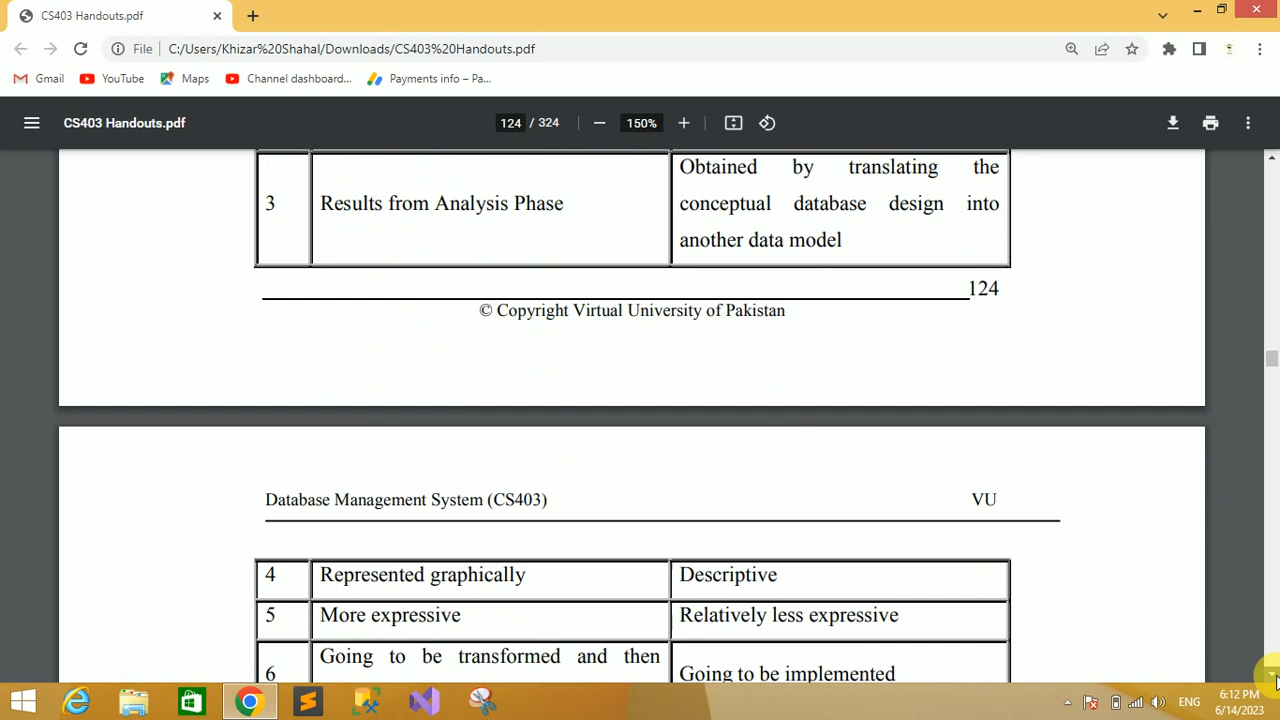 CS403 Handouts.pdf
File C:/Users/Khizar%20Shahal/Downloads/CS403%20Handouts.pdf
Gmail YouTube Maps Channel dashboard... Payments info – Pa...
CS403 Handouts.pdf 124 / 324 150%
3 Results from Analysis Phase Obtained by translating the
conceptual database design into
another data model
124
© Copyright Virtual University of Pakistan
Database Management System (CS403) VU
4 Represented graphically Descriptive
5 More expressive Relatively less expressive
6 Going to be transformed and then Going to be implemented
ENG 6:12 PM
6/14/2023